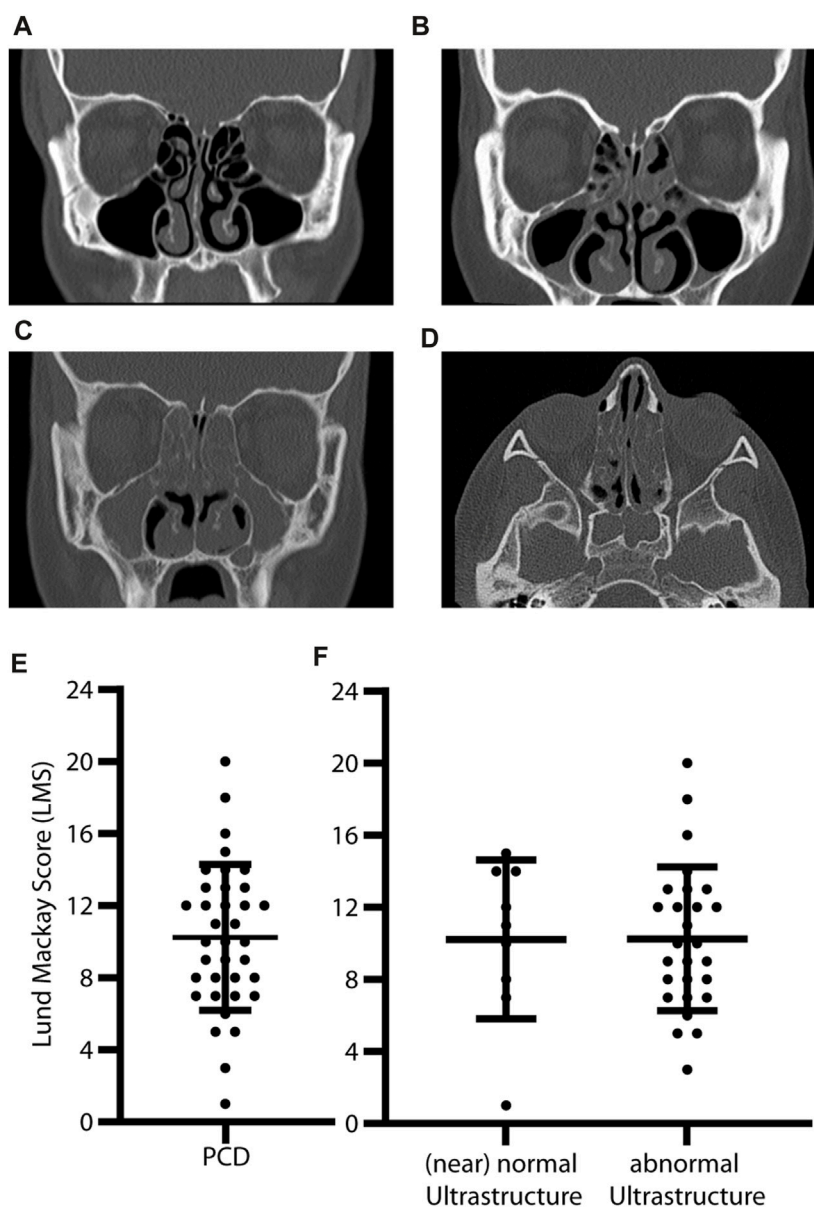 A
B
C
D
E
F
Lund Mackay Score (LMS)
24
20
16
12
8
4
0
PCD
24
20
16
12
8
4
0
(near) normal
Ultrastructure
abnormal
Ultrastructure